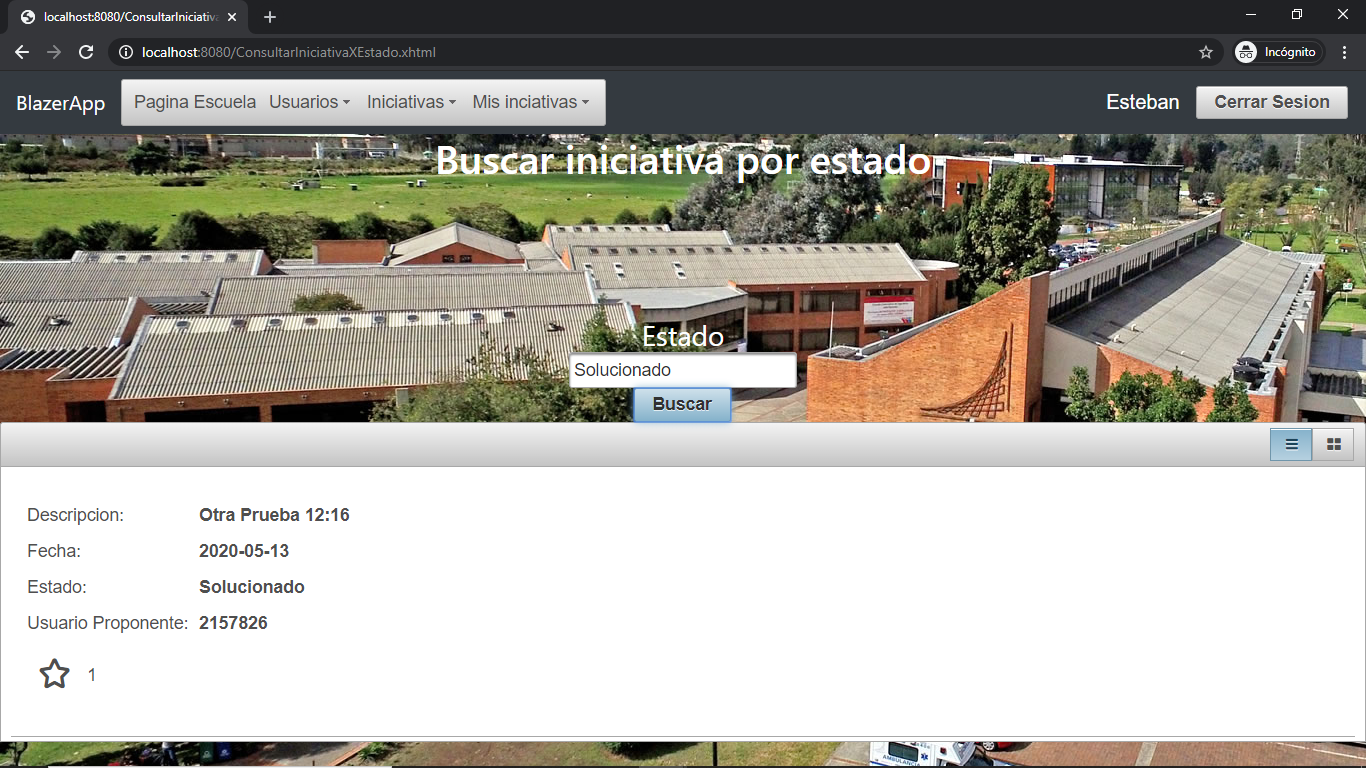 localhost:8080/ConsultarIniciativ
localhost:8080/ConsultarIniciativaXEstado.xhtml
Incógnito
BlazerApp
Pagina Escuela Usuarios Iniciativas Mis inciativas
Esteban
Cerrar Sesion
Buscar iniciativa por estado
Estado
Solucionado
Buscar
Descripcion: Otra Prueba 12:16
Fecha: 2020-05-13
Estado: Solucionado
Usuario Proponente: 2157826
1
AMBULANCIA